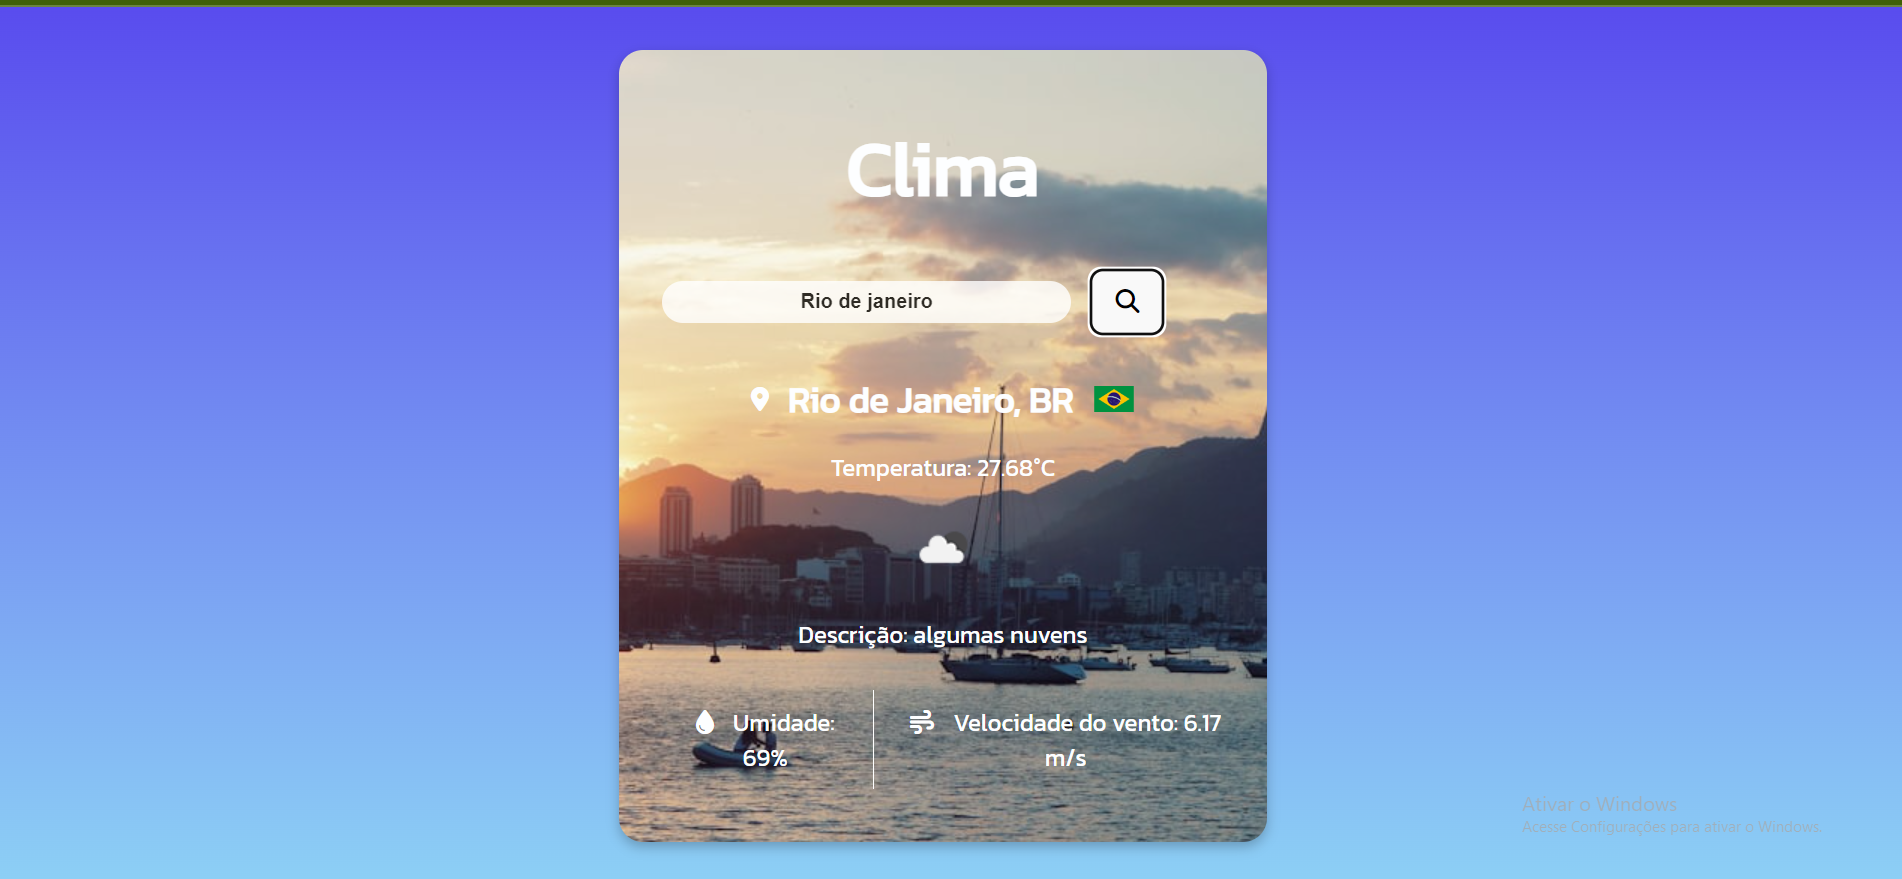 Clima
Rio de janeiro
Rio de Janeiro, BR
Temperatura: 27.68°C
Descrição: algumas nuvens
Umidade:
69%
Velocidade do vento: 6.17
m/s
Ativar o Windows
Acesse Configurações para ativar o Windows.